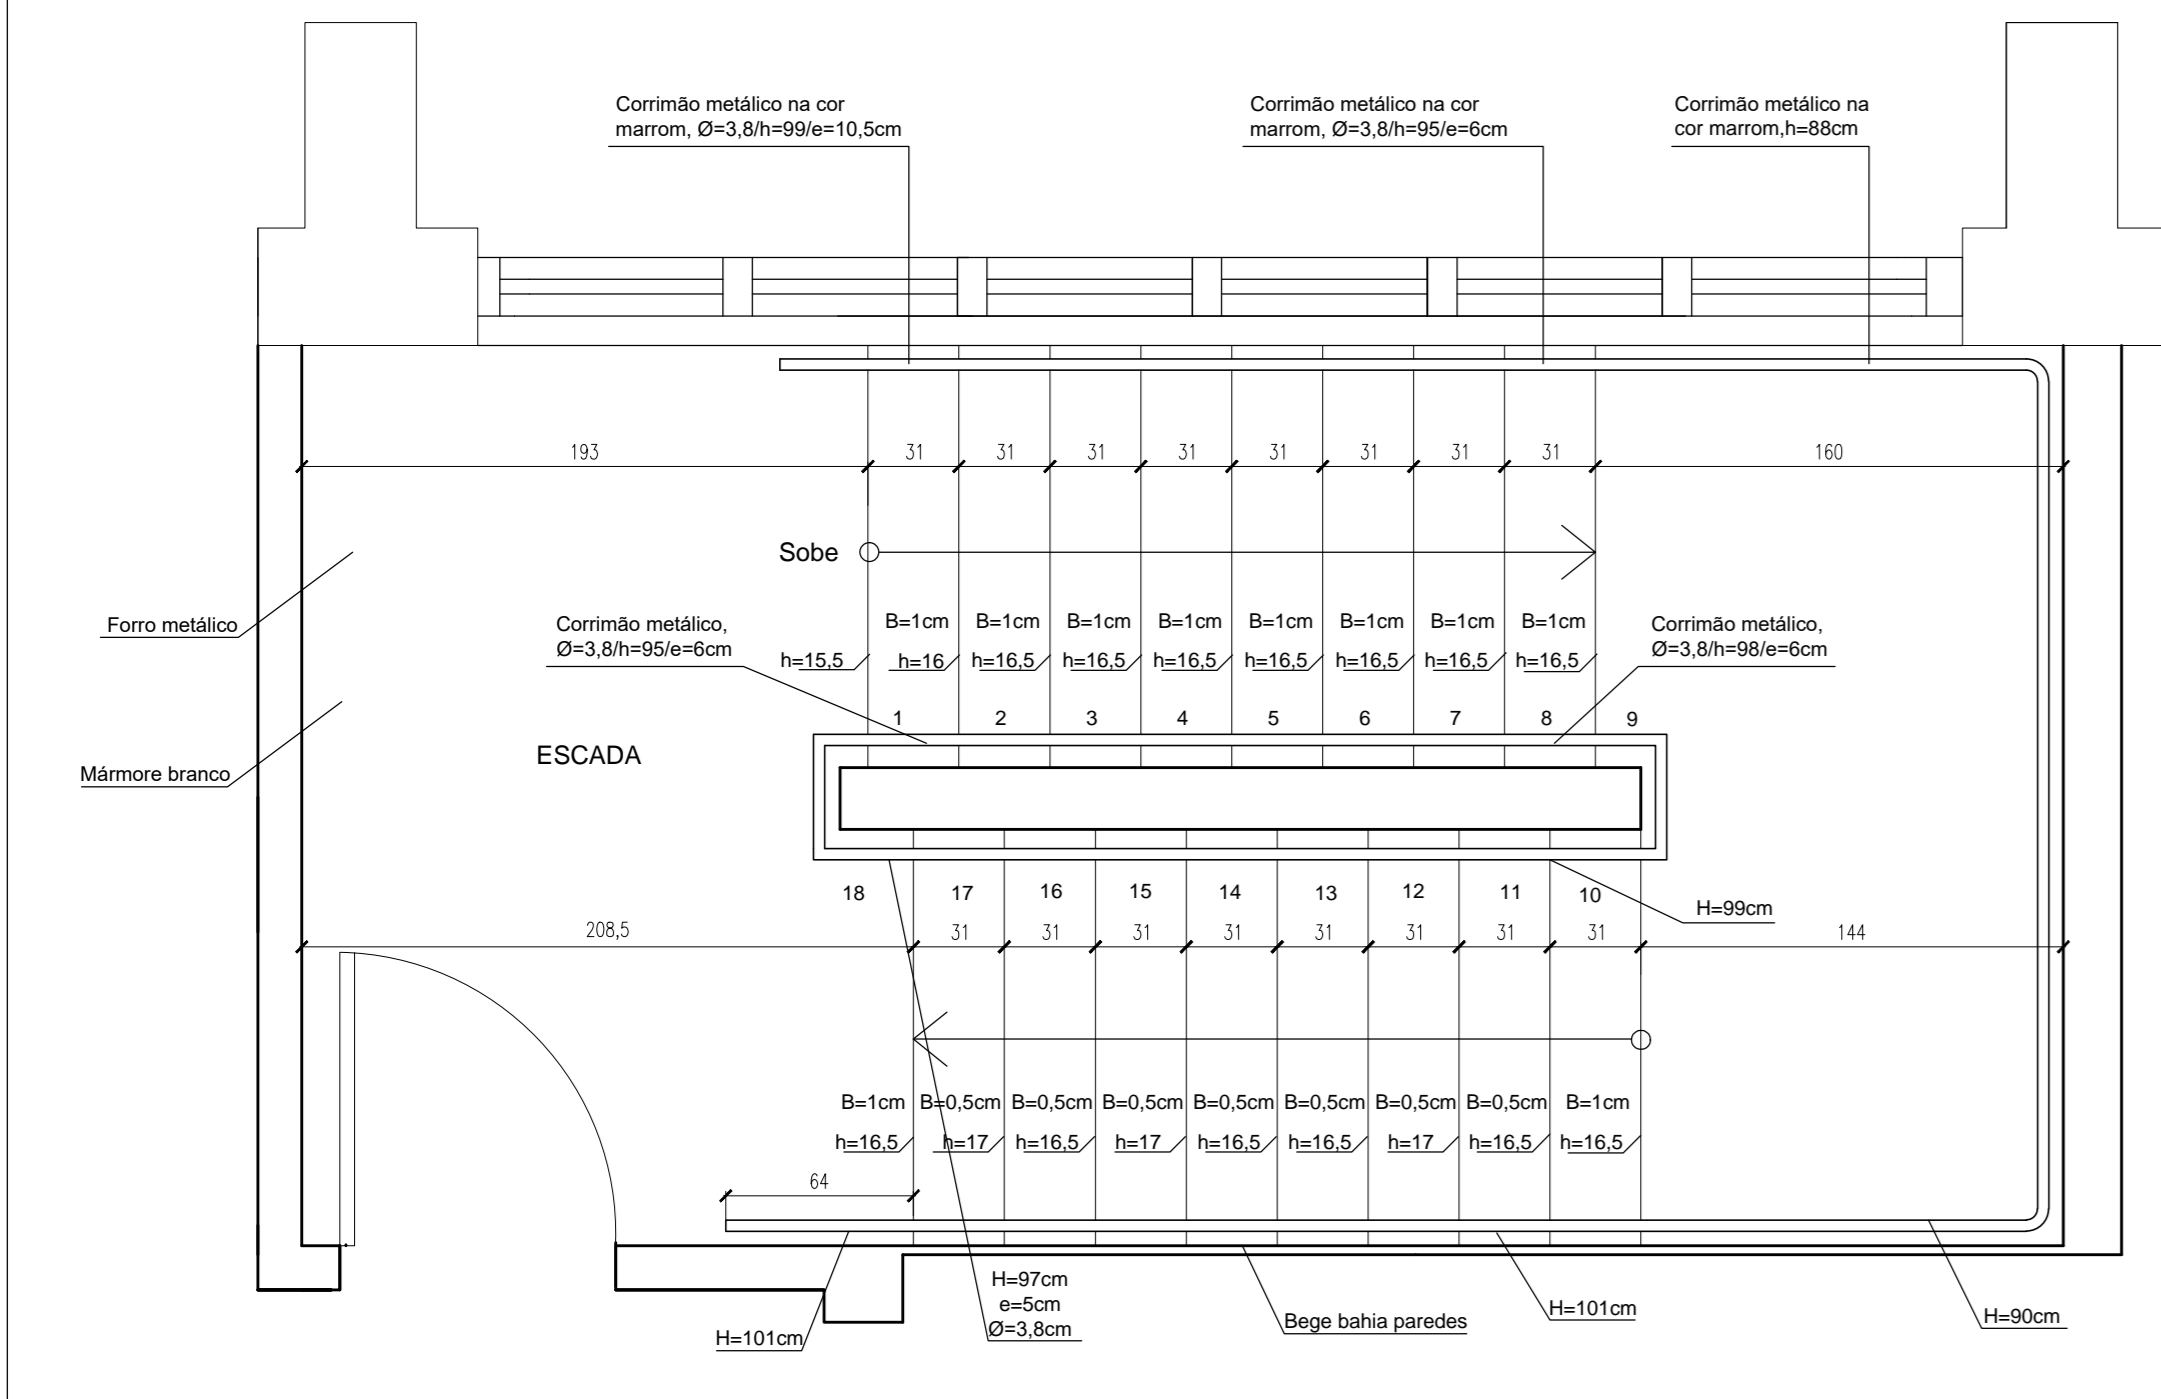 Corrimão metálico na cor
marrom, Ø=3,8/h=99/e=10,5cm
Corrimão metálico na cor
marrom, Ø=3,8/h=95/e=6cm
Corrimão metálico na
cor marrom,h=88cm
193 31 31 31 31 31 31 31 31 160
Sobe
Forro metálico
Corrimão metálico,
Ø=3,8/h=95/e=6cm
B=1cm B=1cm B=1cm B=1cm B=1cm B=1cm B=1cm B=1cm
Corrimão metálico,
Ø=3,8/h=98/e=6cm
h=15,5 h=16 h=16,5 h=16,5 h=16,5 h=16,5 h=16,5 h=16,5 h=16,5
1 2 3 4 5 6 7 8 9
ESCADA
Mármore branco
18 17 16 15 14 13 12 11 10
H=99cm
208,5 31 31 31 31 31 31 31 31 144
B=1cm B=0,5cm B=0,5cm B=0,5cm B=0,5cm B=0,5cm B=0,5cm B=0,5cm B=1cm
h=16,5 h=17 h=16,5 h=17 h=16,5 h=16,5 h=17 h=16,5 h=16,5
64
H=97cm
e=5cm
Ø=3,8cm
H=101cm
Bege bahia paredes
H=101cm
H=90cm